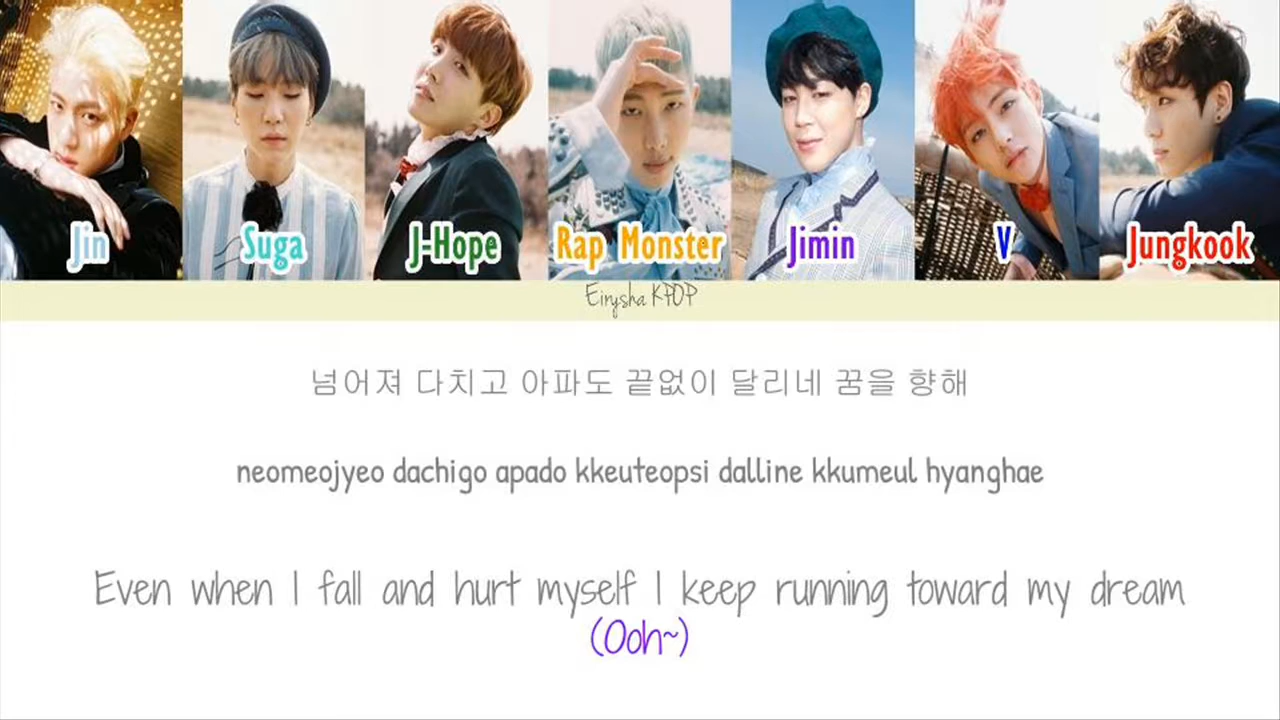 Jin Suga J-Hope Rap Monster Jimin V Jungkook
Eirysha KPOP
넘어져 다치고 아파도 끝없이 달리네 꿈을 향해
neomeojyeo dachigo apado kkeuteopsi dalline kkumeul hyanghae
Even when I fall and hurt myself I keep running toward my dream
(Ooh~)